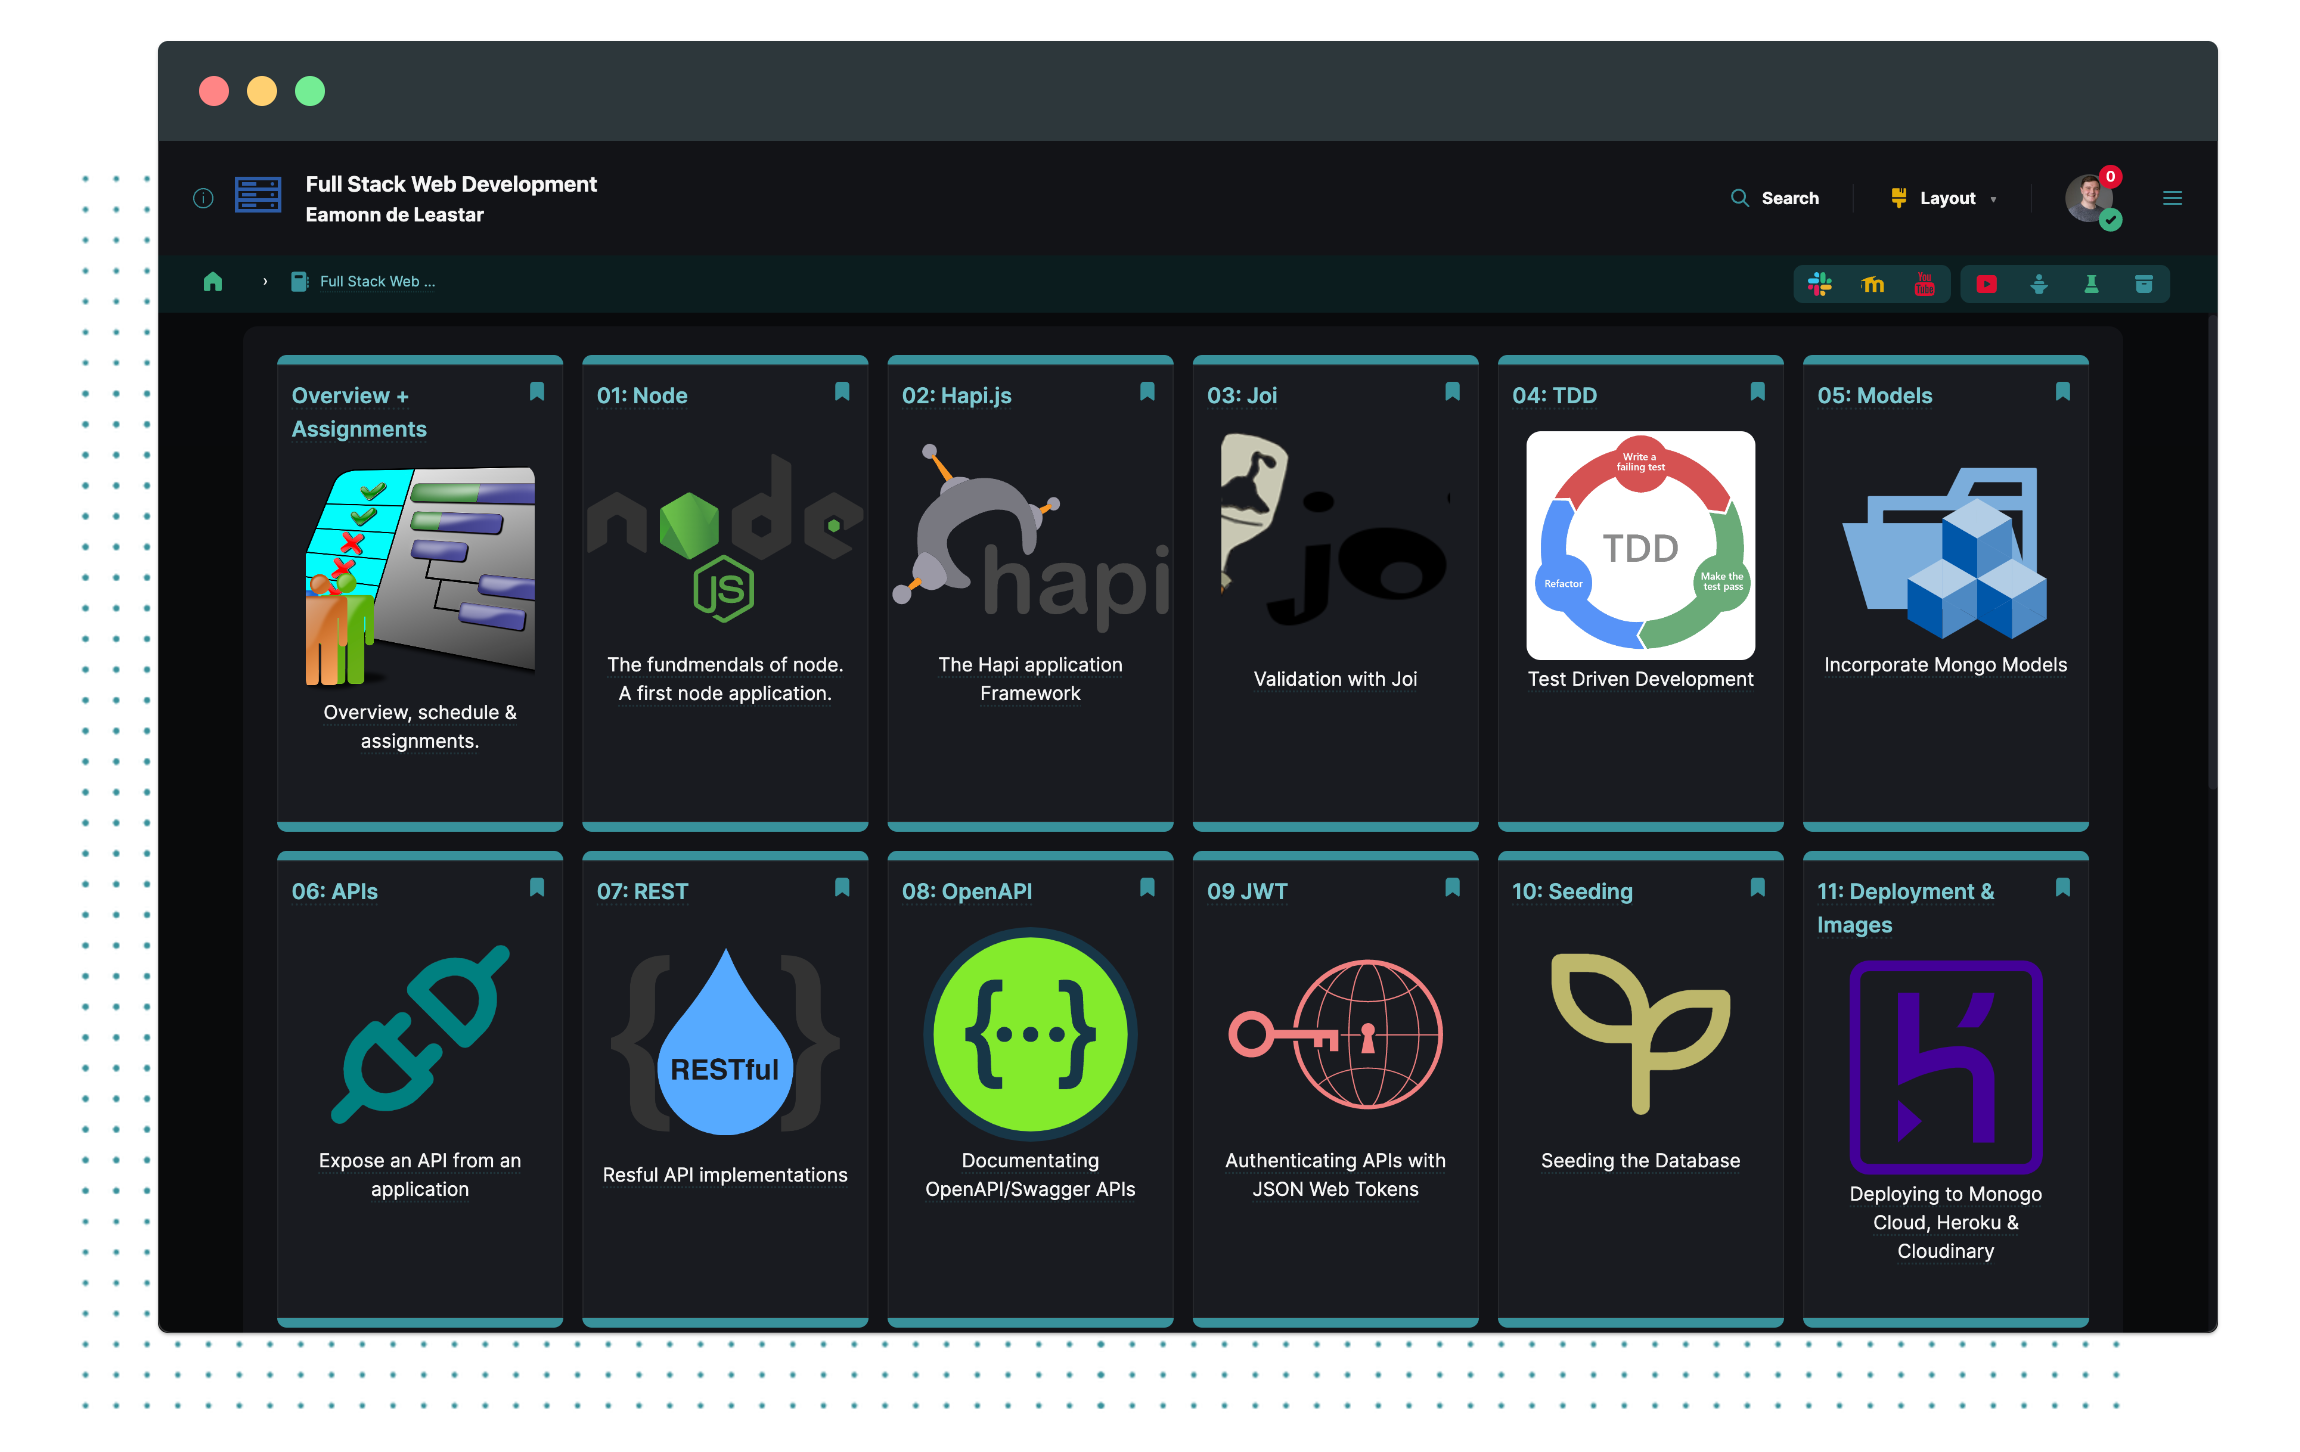 Full Stack Web Development
Eamonn de Leastar
Search
Layout
0
Full Stack Web ...
m
You
Tube
Overview +
Assignments
Overview, schedule &
assignments.
01: Node
node
JS
The fundmendals of node.
A first node application.
02: Hapi.js
hapi
The Hapi application
Framework
03: Joi
joi
Validation with Joi
04: TDD
Write a
failing test
TDD
Refactor
Make the
test pass
Test Driven Development
05: Models
Incorporate Mongo Models
06: APIs
Expose an API from an
application
07: REST
{ RESTful }
Resful API implementations
08: OpenAPI
{...}
Documentating
OpenAPI/Swagger APIs
09 JWT
Authenticating APIs with
JSON Web Tokens
10: Seeding
Seeding the Database
11: Deployment &
Images
Deploying to Monogo
Cloud, Heroku &
Cloudinary